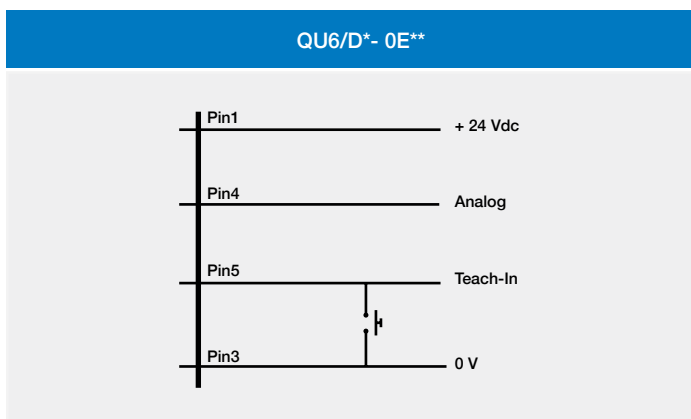 QU6/D*- 0E**
Pin1
+ 24 Vdc
Pin4
Analog
Pin5
Teach-In
Pin3
0 V